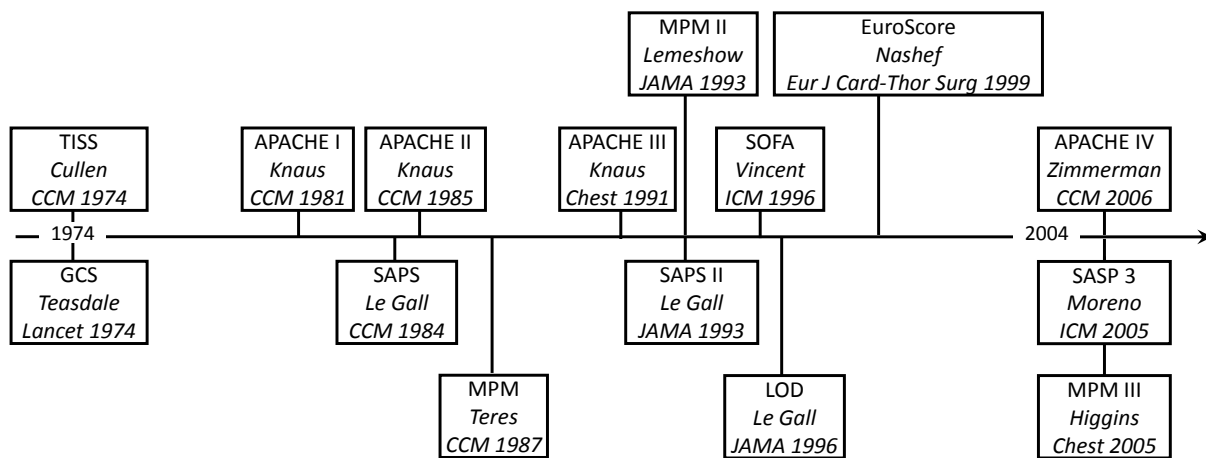 MPM II
Lemeshow
JAMA 1993
EuroScore
Nashef
Eur J Card-Thor Surg 1999
TISS
Cullen
CCM 1974
APACHE I
Knaus
CCM 1981
APACHE II
Knaus
CCM 1985
APACHE III
Knaus
Chest 1991
SOFA
Vincent
ICM 1996
APACHE IV
Zimmerman
CCM 2006
1974
2004
GCS
Teasdale
Lancet 1974
SAPS
Le Gall
CCM 1984
SAPS II
Le Gall
JAMA 1993
SASP 3
Moreno
ICM 2005
MPM
Teres
CCM 1987
LOD
Le Gall
JAMA 1996
MPM III
Higgins
Chest 2005